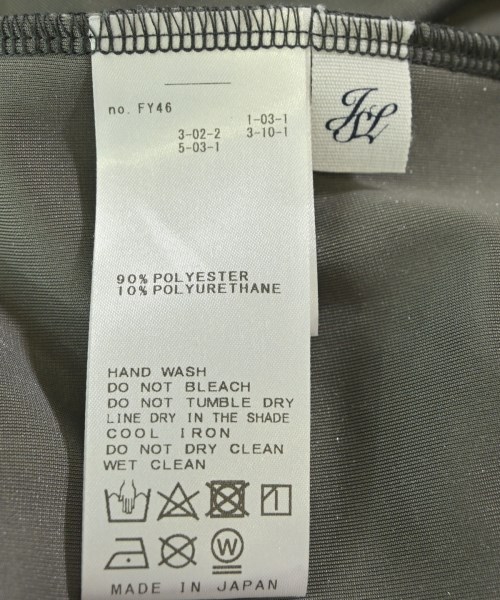 no. FY46
1-03-1
3-02-2 3-10-1
5-03-1
JSL
90% POLYESTER
10% POLYURETHANE
HAND WASH
DO NOT BLEACH
DO NOT TUMBLE DRY
LINE DRY IN THE SHADE
COOL IRON
DO NOT DRY CLEAN
WET CLEAN
W
MADE IN JAPAN